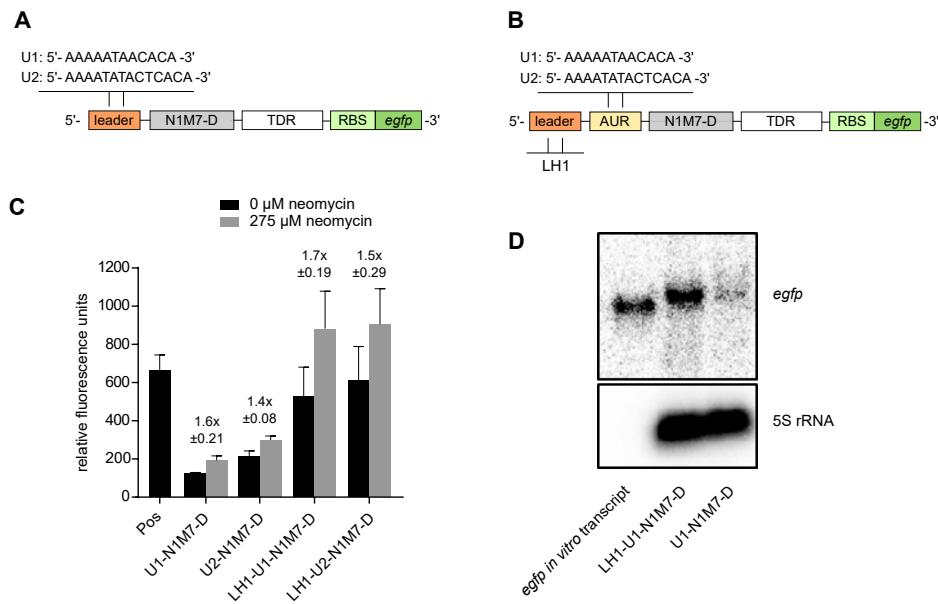 A
U1: 5'- AAAAATAACACA -3'
U2: 5'- AAAATATACTCACA -3'
5'- leader N1M7-D TDR RBS egfp -3'
B
U1: 5'- AAAAATAACACA -3'
U2: 5'- AAAATATACTCACA -3'
5'- leader AUR N1M7-D TDR RBS egfp -3'
LH1
C
0 µM neomycin
275 µM neomycin
relative fluorescence units
1200
1000
800
600
400
200
0
1.6x
±0.21
1.4x
±0.08
1.7x
±0.19
1.5x
±0.29
Pos
U1-N1M7-D
U2-N1M7-D
LH1-U1-N1M7-D
LH1-U2-N1M7-D
D
egfp
5S rRNA
egfp in vitro transcript
LH1-U1-N1M7-D
U1-N1M7-D